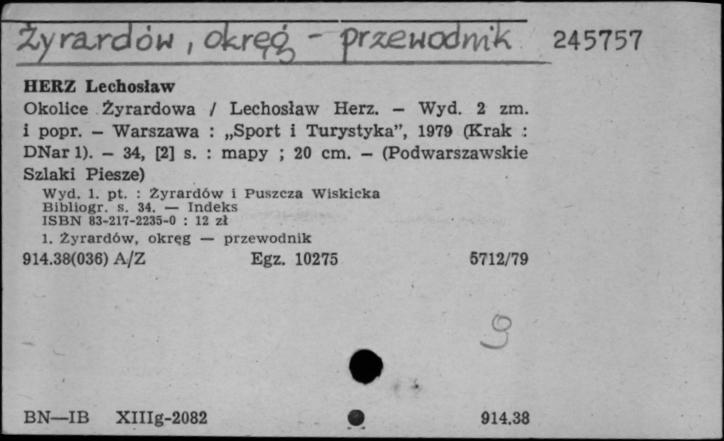 Żyrardów, okręg - przewodnik 245757
HERZ Lechosław
Okolice Żyrardowa / Lechosław Herz. — Wyd. 2 zm.
i popr. — Warszawa : „Sport i Turystyka”, 1979 (Krak :
DNar 1). — 34, [2] s. : mapy ; 20 cm. — (Podwarszawskie
Szlaki Piesze)
Wyd. 1. pt. : Żyrardów i Puszcza Wiskicka
Bibliogr. s. 34. — Indeks
ISBN 83-217-2235-0 : 12 zł
1. Żyrardów, okręg — przewodnik
914.38(036) A/Z Egz. 10275 5712/79
BN—IB XIIIg-2082 914.38